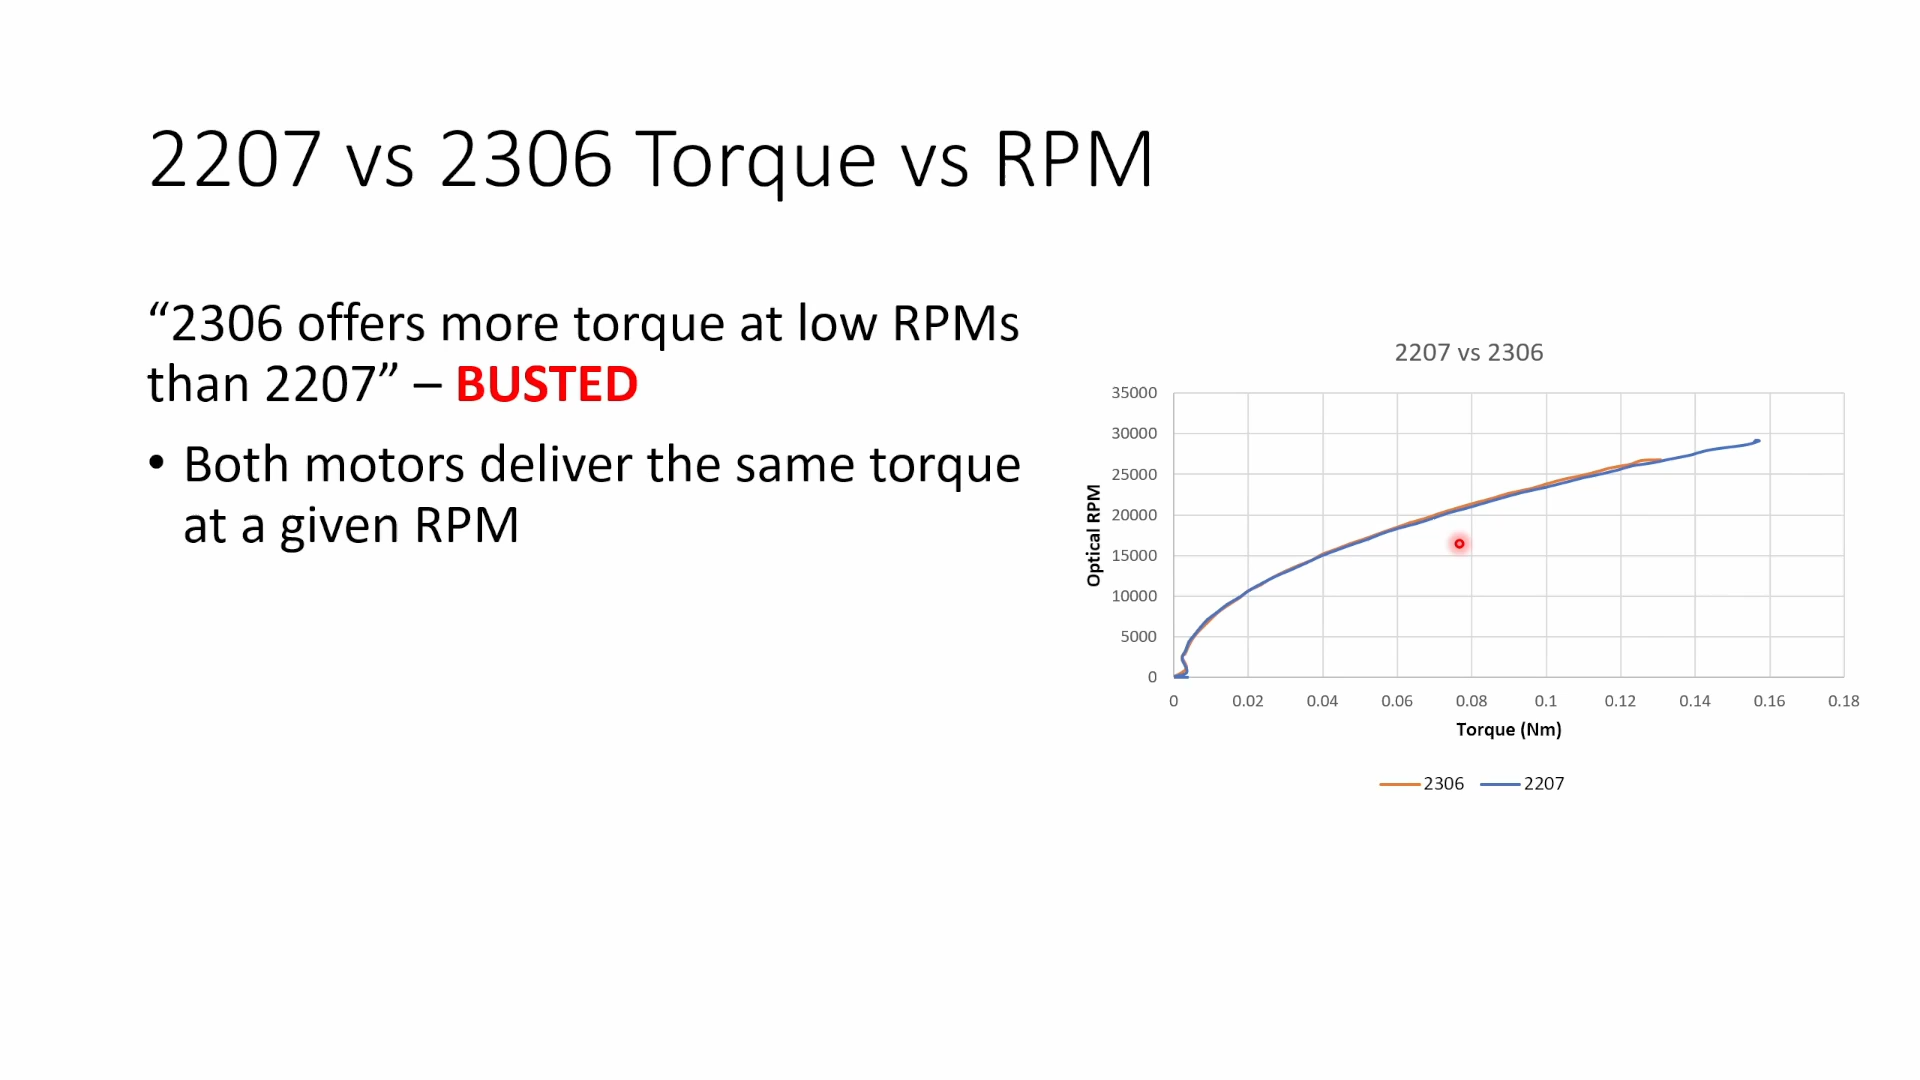 2207 vs 2306 Torque vs RPM
“2306 offers more torque at low RPMs
than 2207” – BUSTED
• Both motors deliver the same torque
at a given RPM
2207 vs 2306
35000
30000
25000
20000
15000
10000
5000
0
Optical RPM
0 0.02 0.04 0.06 0.08 0.1 0.12 0.14 0.16 0.18
Torque (Nm)
2306 2207